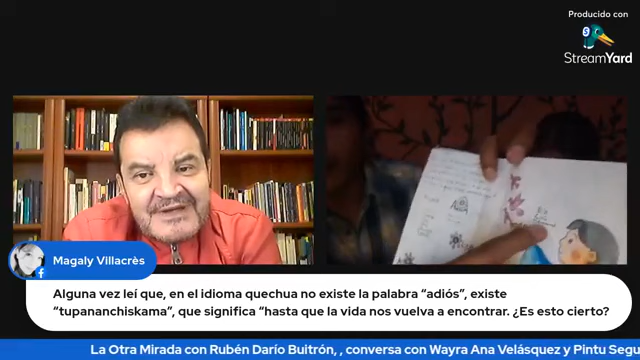 Producido con
StreamYard
Magaly Villacrès
Alguna vez leí que, en el idioma quechua no existe la palabra “adiós”, existe
“tupananchiskama”, que significa “hasta que la vida nos vuelva a encontrar. ¿Es esto cierto?
La Otra Mirada con Rubén Darío Buitrón, , conversa con Wayra Ana Velásquez y Pintu Segu